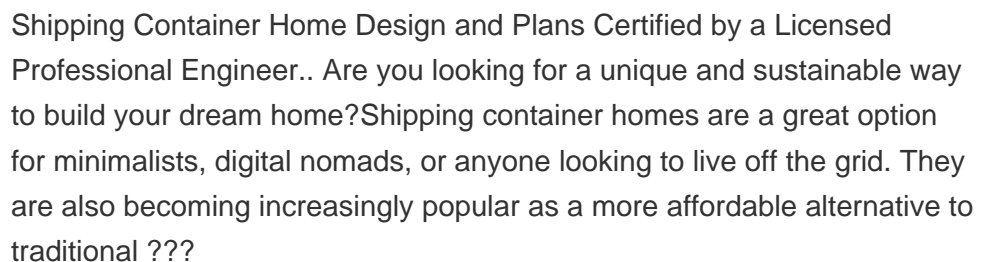 Shipping Container Home Design and Plans Certified by a Licensed
Professional Engineer.. Are you looking for a unique and sustainable way
to build your dream home?Shipping container homes are a great option
for minimalists, digital nomads, or anyone looking to live off the grid. They
are also becoming increasingly popular as a more affordable alternative to
traditional ???